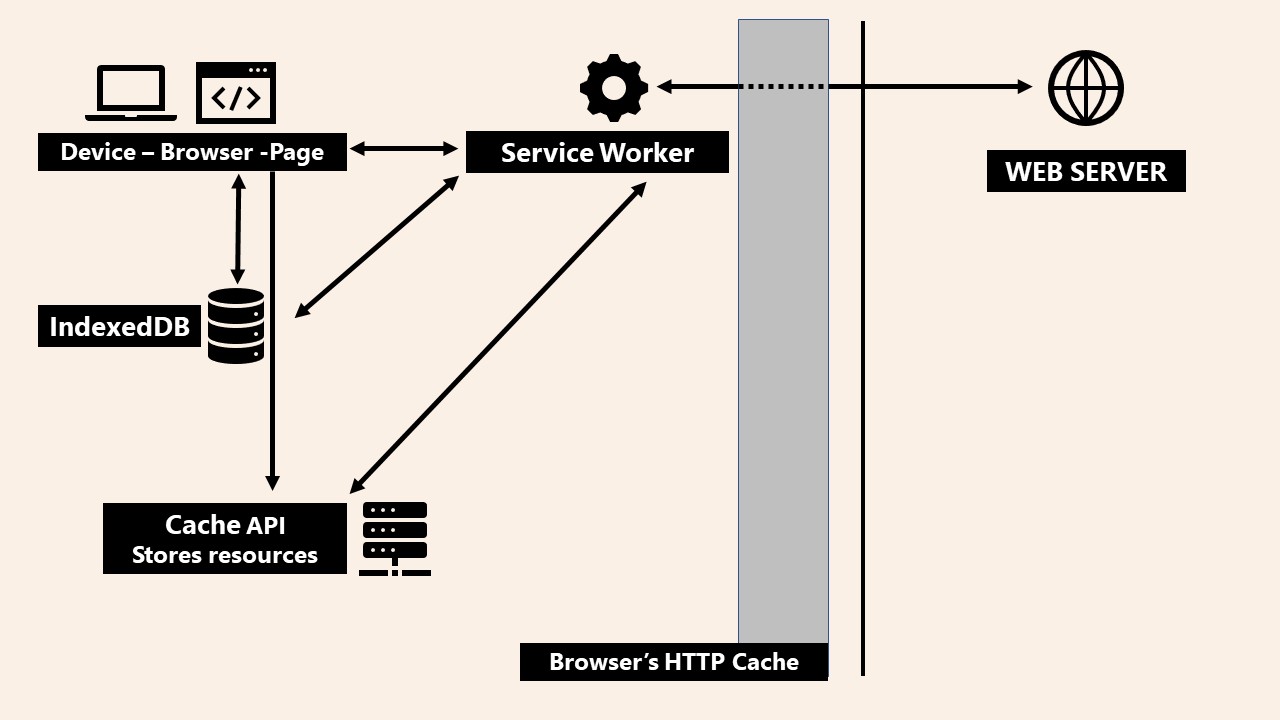 </>
Device – Browser -Page
Service Worker
WEB SERVER
IndexedDB
Cache API
Stores resources
Browser’s HTTP Cache